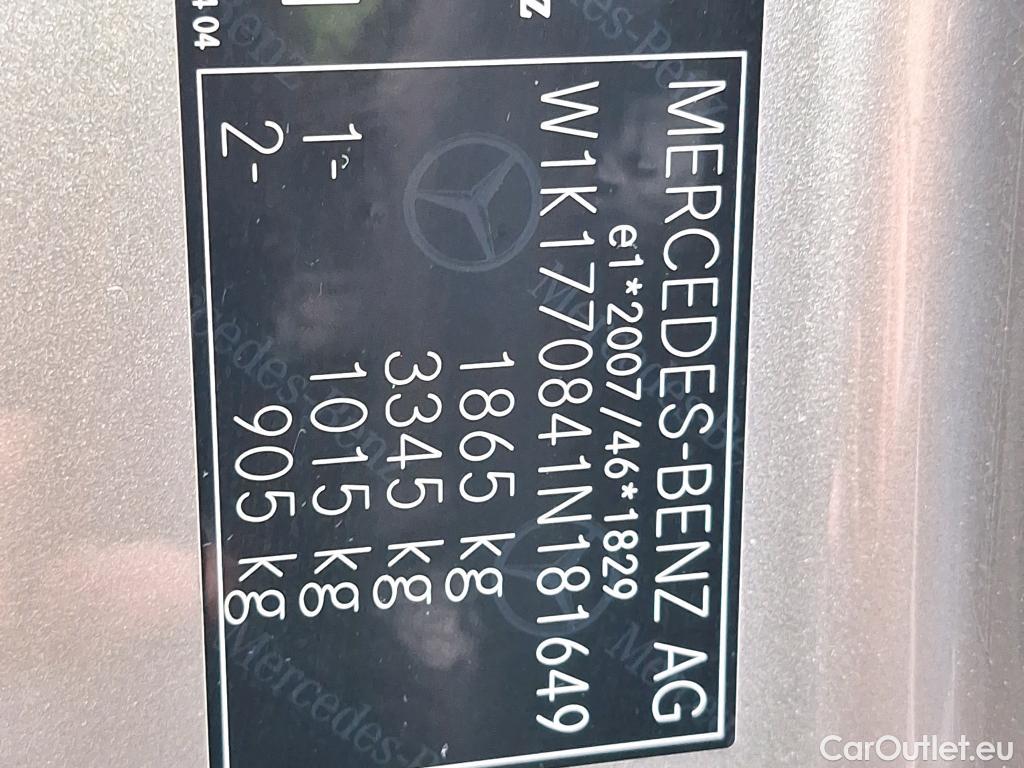 MERCEDES-BENZ AG
e1*2007/46*1829
W1K1770841N181649
1865 kg
3345 kg
1- 1015 kg
2- 905 kg
04
CarOutlet.eu